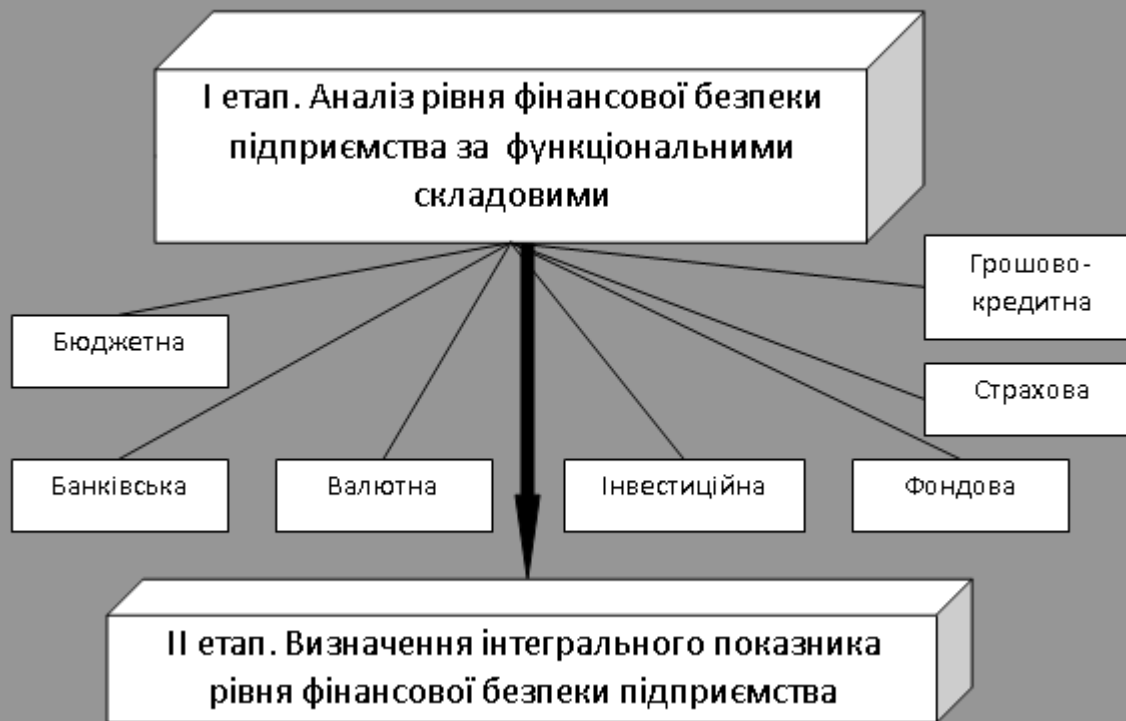 І етап. Аналіз рівня фінансової безпеки
підприємства за функціональними
складовими
Грошово-
кредитна
Бюджетна
Страхова
Банківська
Валютна
Інвестиційна
Фондова
ІІ етап. Визначення інтегрального показника
рівня фінансової безпеки підприємства